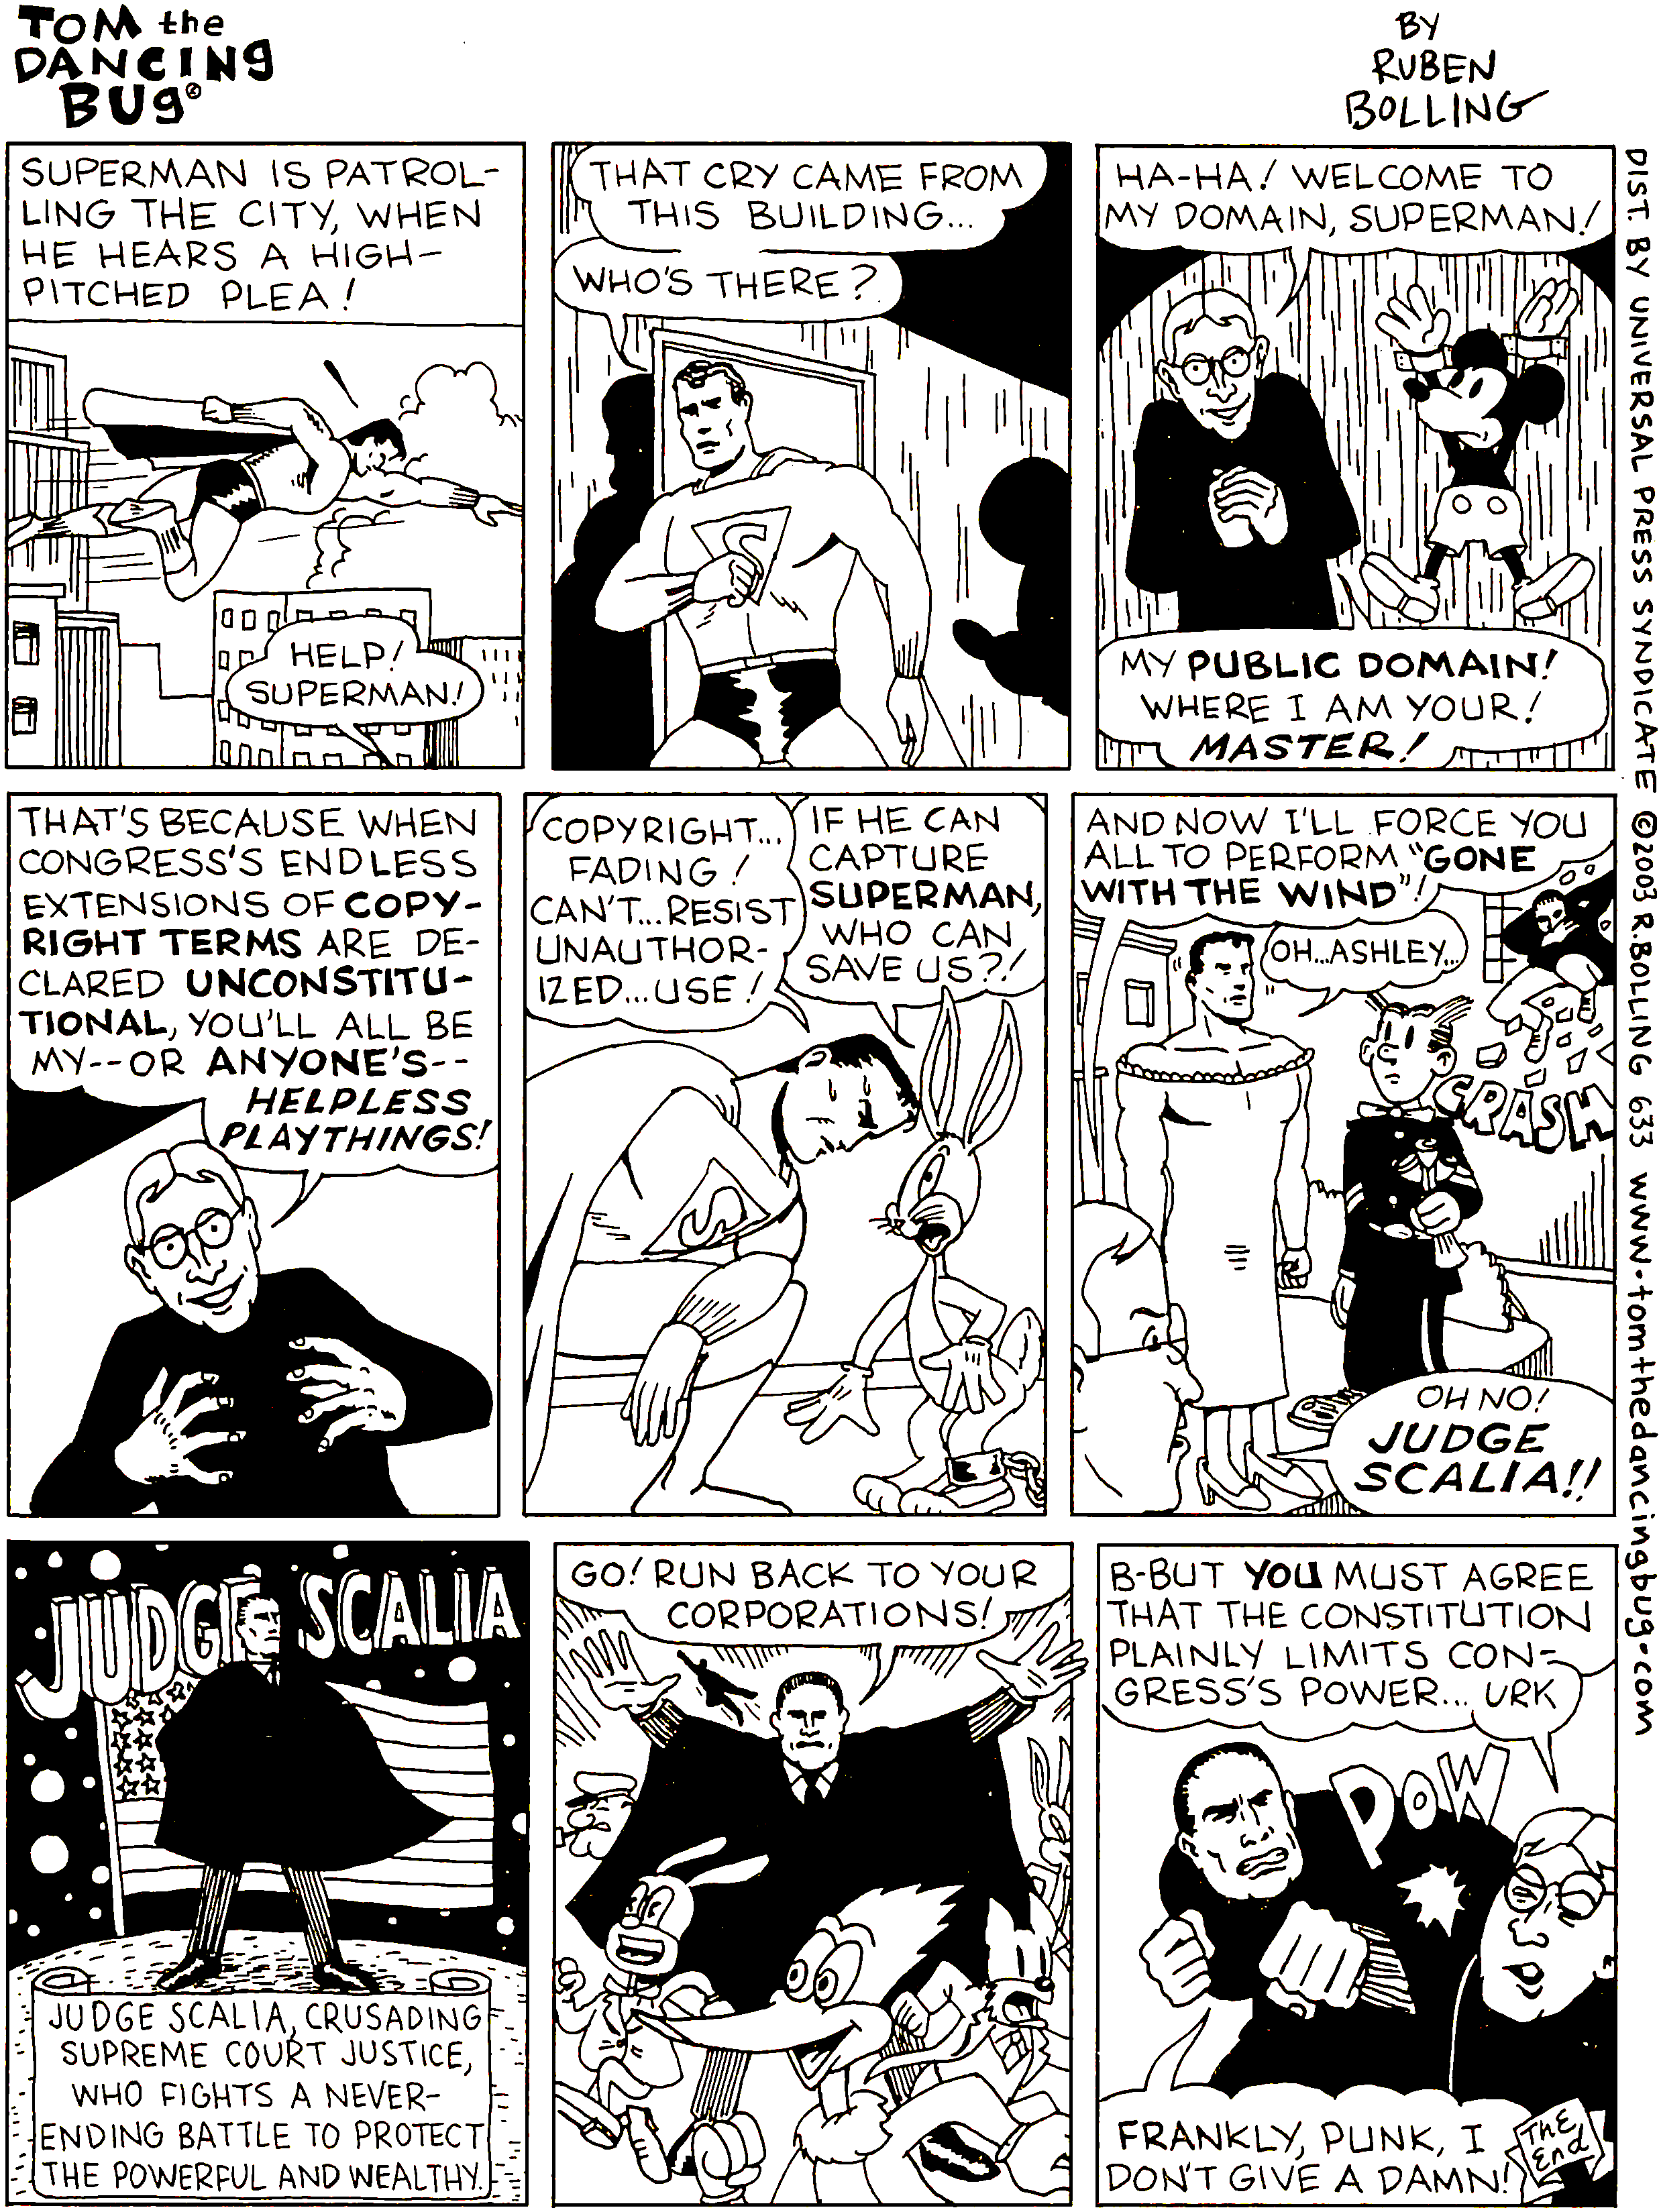 TOM the
DANCING
BUG®
BY
RUBEN
BOLLING
SUPERMAN IS PATROL-
LING THE CITY, WHEN
HE HEARS A HIGH-
PITCHED PLEA!
HELP!
SUPERMAN!
THAT CRY CAME FROM
THIS BUILDING...
WHO'S THERE?
S
HA-HA! WELCOME TO
MY DOMAIN, SUPERMAN!
MY PUBLIC DOMAIN!
WHERE I AM YOUR!
MASTER!
THAT'S BECAUSE WHEN
CONGRESS'S ENDLESS
EXTENSIONS OF COPY-
RIGHT TERMS ARE DE-
CLARED UNCONSTITU-
TIONAL, YOU'LL ALL BE
MY--OR ANYONE'S--
HELPLESS
PLAYTHINGS!
COPYRIGHT...
FADING!
CAN'T...RESIST
UNAUTHOR-
IZED...USE!
IF HE CAN
CAPTURE
SUPERMAN,
WHO CAN
SAVE US?!
S
AND NOW I'LL FORCE YOU
ALL TO PERFORM "GONE
WITH THE WIND"!
OH...ASHLEY...
CRASH
OH NO!
JUDGE
SCALIA!!
JUDGE SCALIA
JUDGE SCALIA, CRUSADING
SUPREME COURT JUSTICE,
WHO FIGHTS A NEVER-
ENDING BATTLE TO PROTECT
THE POWERFUL AND WEALTHY.
GO! RUN BACK TO YOUR
CORPORATIONS!
B-BUT YOU MUST AGREE
THAT THE CONSTITUTION
PLAINLY LIMITS CON-
GRESS'S POWER... URK
POW
FRANKLY, PUNK, I
DON'T GIVE A DAMN!
THE
End
DIST. BY UNIVERSAL PRESS SYNDICATE ©2003 R.BOLLING 633 WWW.tomthedancingbug.com